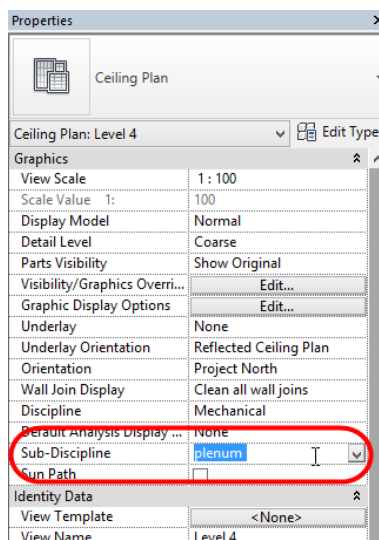 Properties
Ceiling Plan
Ceiling Plan: Level 4 Edit Type
Graphics
View Scale 1 : 100
Scale Value 1: 100
Display Model Normal
Detail Level Coarse
Parts Visibility Show Original
Visibility/Graphics Overri... Edit...
Graphic Display Options Edit...
Underlay None
Underlay Orientation Reflected Ceiling Plan
Orientation Project North
Wall Join Display Clean all wall joins
Discipline Mechanical
Default Analysis Display ... None
Sub-Discipline plenum
Sun Path
Identity Data
View Template <None>
View Name Level 4